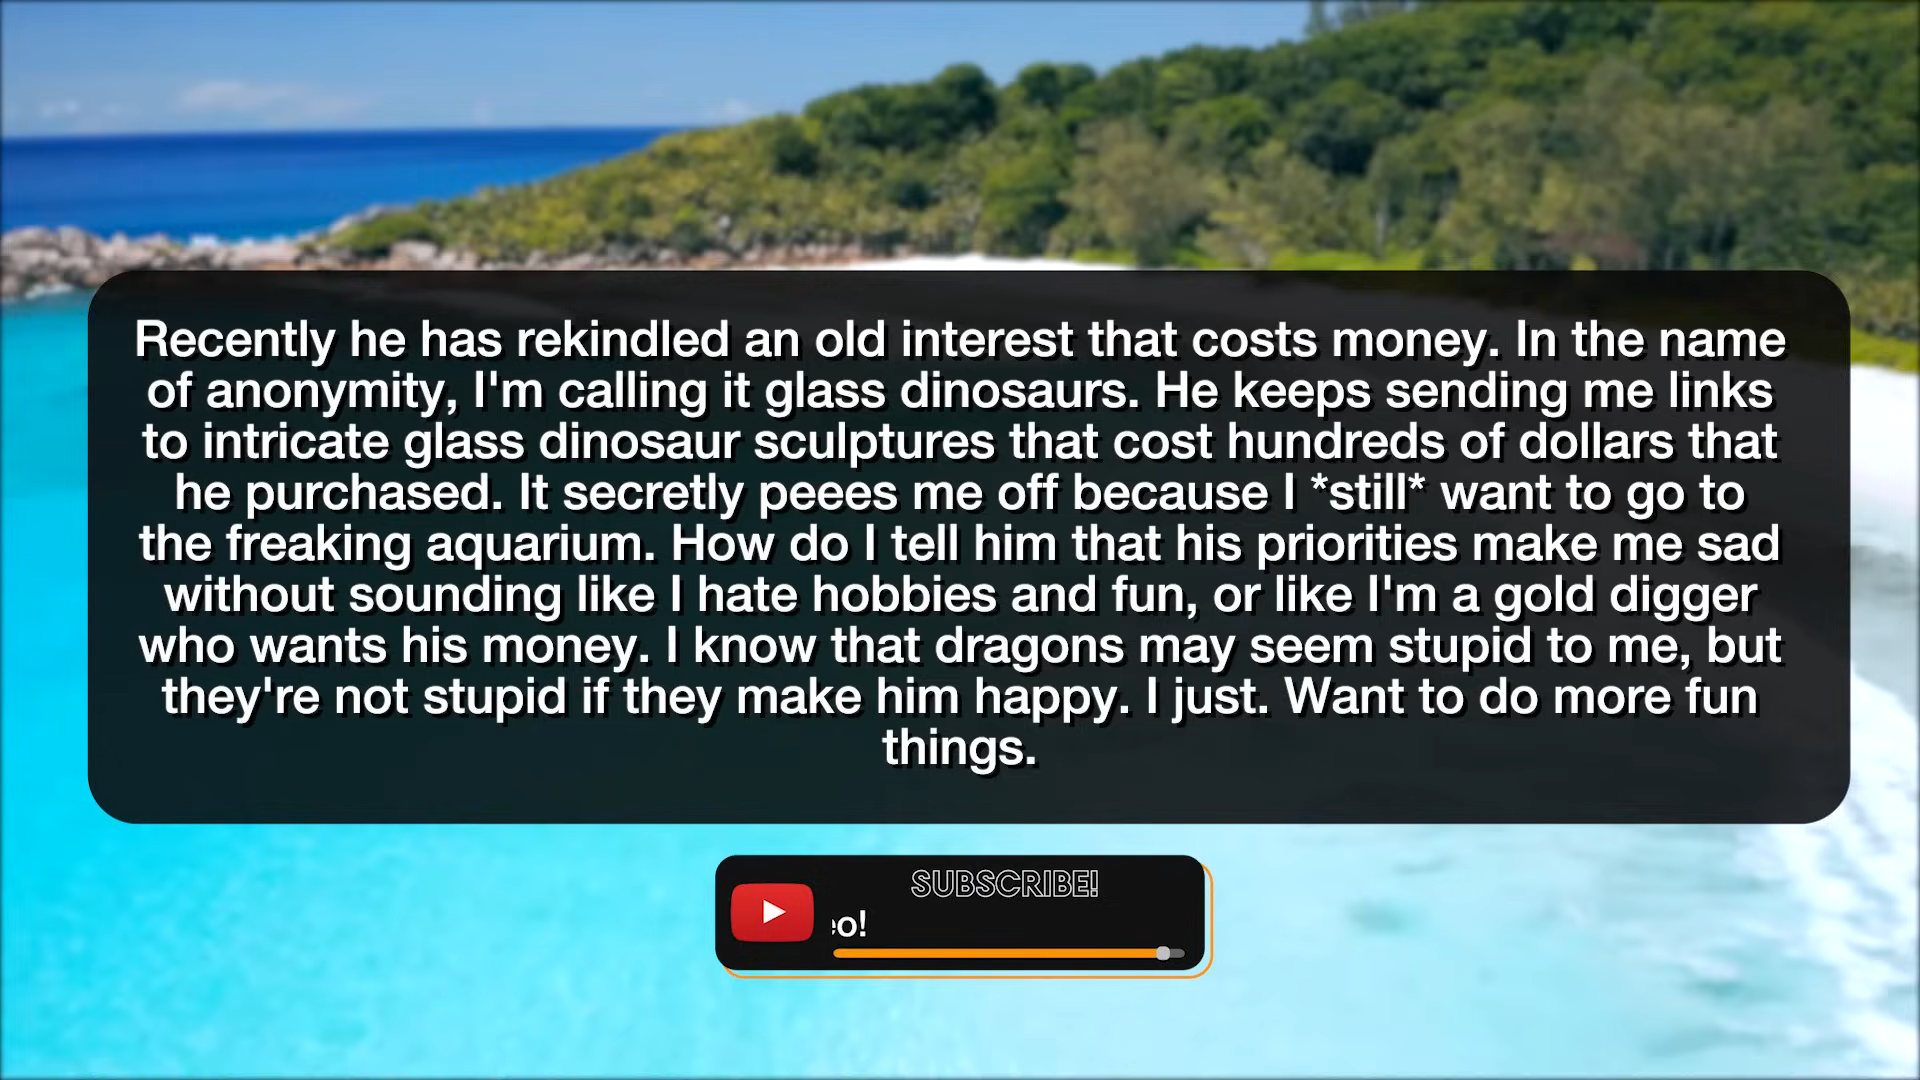 Recently he has rekindled an old interest that costs money. In the name
of anonymity, I'm calling it glass dinosaurs. He keeps sending me links
to intricate glass dinosaur sculptures that cost hundreds of dollars that
he purchased. It secretly peees me off because I *still* want to go to
the freaking aquarium. How do I tell him that his priorities make me sad
without sounding like I hate hobbies and fun, or like I'm a gold digger
who wants his money. I know that dragons may seem stupid to me, but
they're not stupid if they make him happy. I just. Want to do more fun
things.
SUBSCRIBE!
eo!